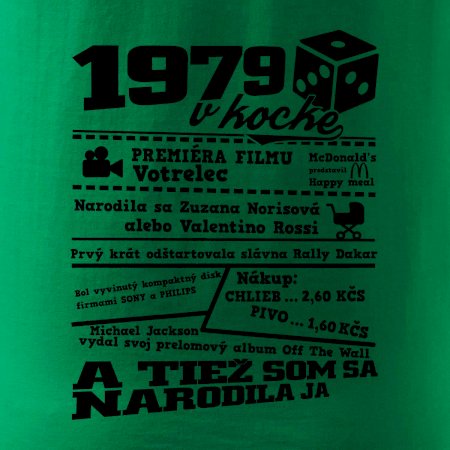 1979
v kocke
PREMIÉRA FILMU
Votrelec
McDonald's
predstavil
Happy meal
Narodila sa Zuzana Norisová
alebo Valentino Rossi
Prvý krát odštartovala slávna Rally Dakar
Bol vyvinutý kompaktný disk
firmami SONY a PHILIPS
Nákup:
CHLIEB ... 2,60 KČS
PIVO ... 1,60 KČS
Michael Jackson
vydal svoj prelomový album Off The Wall
A TIEŽ SOM SA
NARODILA JA